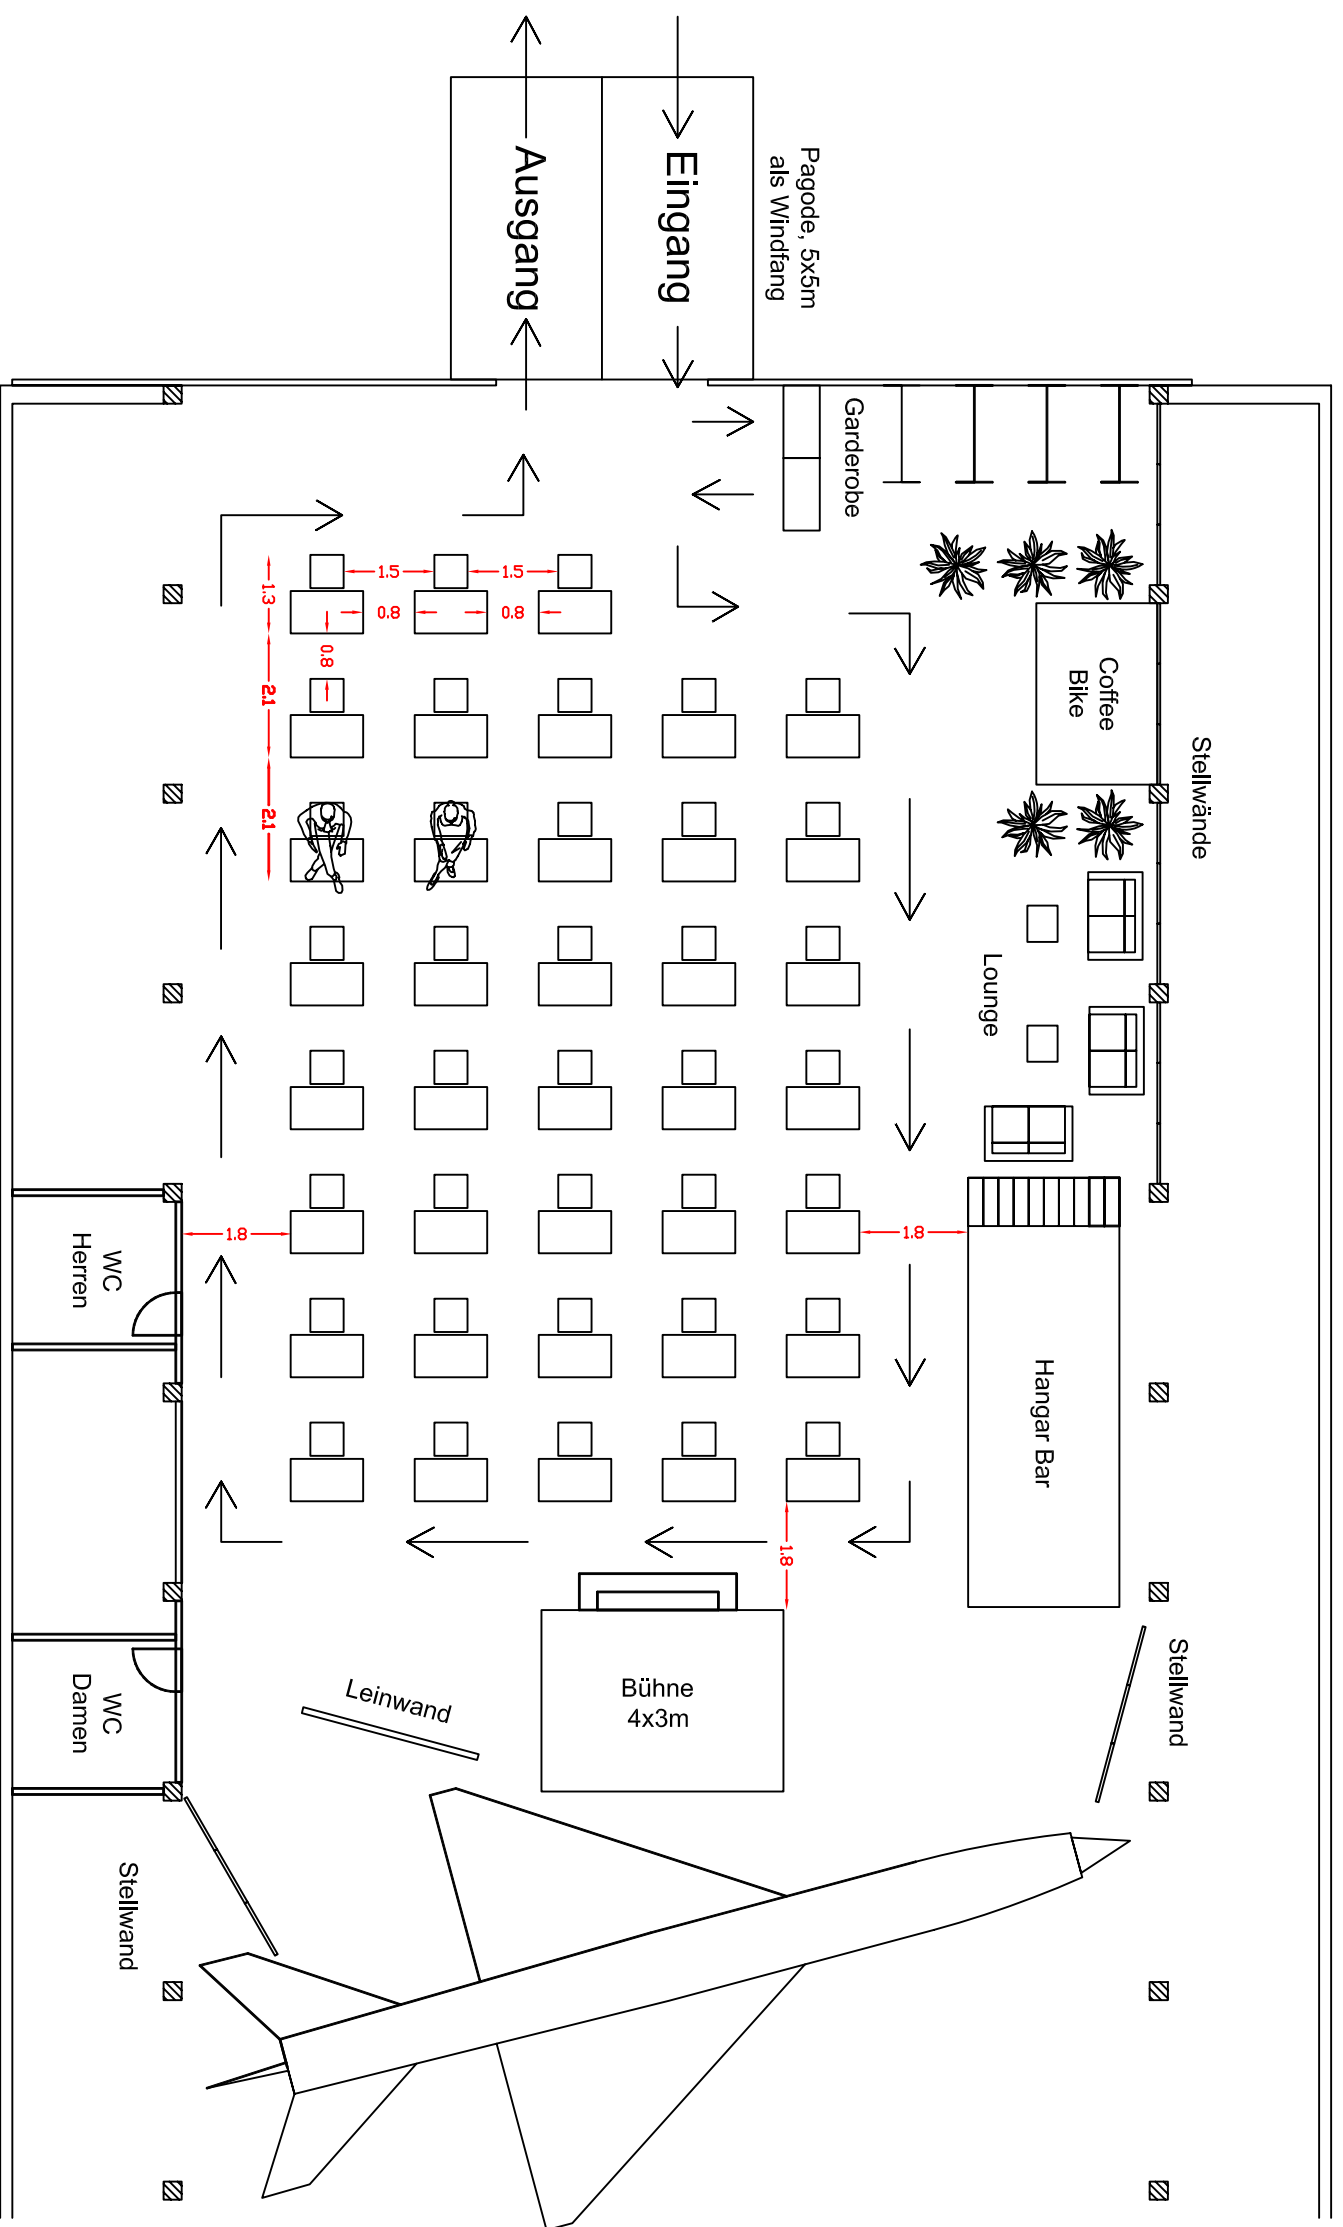 Ausgang
Eingang
Pagode, 5x5m
als Windfang
Garderobe
1.5
1.5
1.3
0.8
0.8
0.8
2.1
2.1
Coffee
Bike
Stellwände
Lounge
1.8
1.8
WC
Herren
Hangar Bar
1.8
Bühne
4x3m
Leinwand
Stellwand
WC
Damen
Stellwand